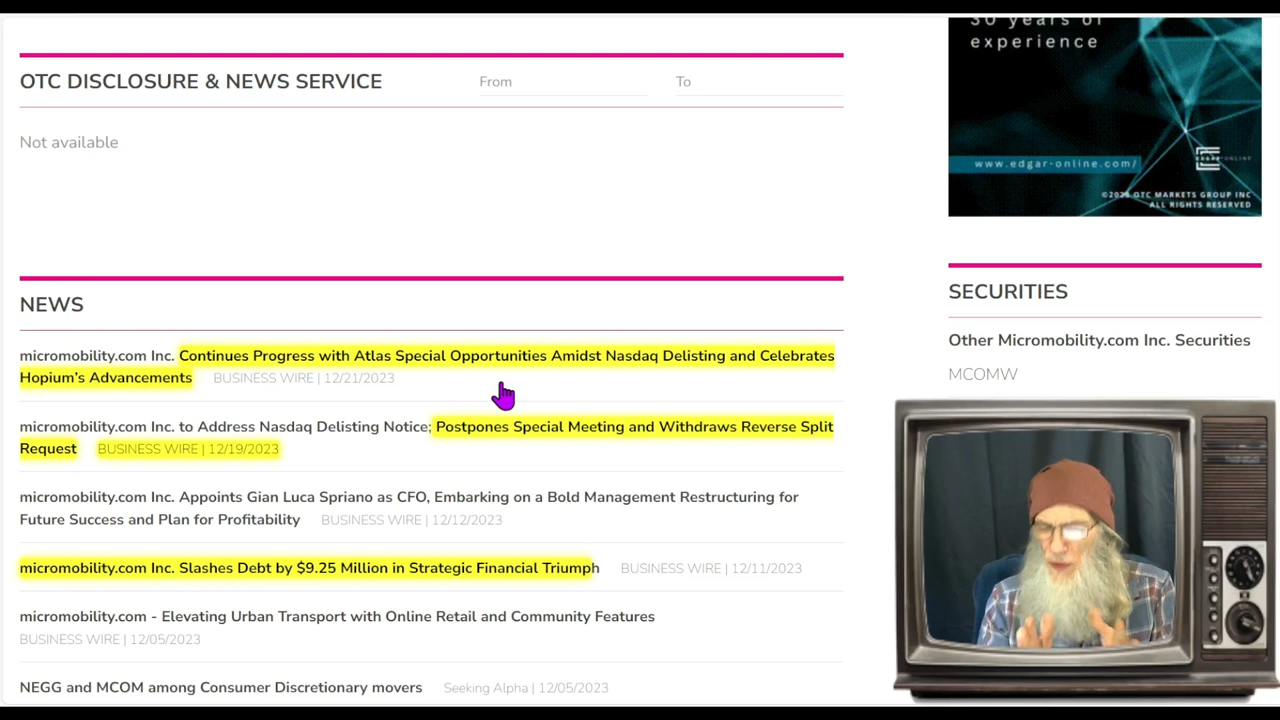 30 years of
experience
www.edgar-online.com/
EDGAR ONLINE
ALL RIGHTS RESERVED
OTC DISCLOSURE & NEWS SERVICE
From
To
Not available
NEWS
micromobility.com Inc. Continues Progress with Atlas Special Opportunities Amidst Nasdaq Delisting and Celebrates
Hopium's Advancements BUSINESS WIRE | 12/21/2023
micromobility.com Inc. to Address Nasdaq Delisting Notice; Postpones Special Meeting and Withdraws Reverse Split
Request BUSINESS WIRE | 12/19/2023
micromobility.com Inc. Appoints Gian Luca Spriano as CFO, Embarking on a Bold Management Restructuring for
Future Success and Plan for Profitability BUSINESS WIRE | 12/12/2023
micromobility.com Inc. Slashes Debt by $9.25 Million in Strategic Financial Triumph BUSINESS WIRE | 12/11/2023
micromobility.com - Elevating Urban Transport with Online Retail and Community Features
BUSINESS WIRE | 12/05/2023
NEGG and MCOM among Consumer Discretionary movers Seeking Alpha | 12/05/2023
SECURITIES
Other Micromobility.com Inc. Securities
MCOMW